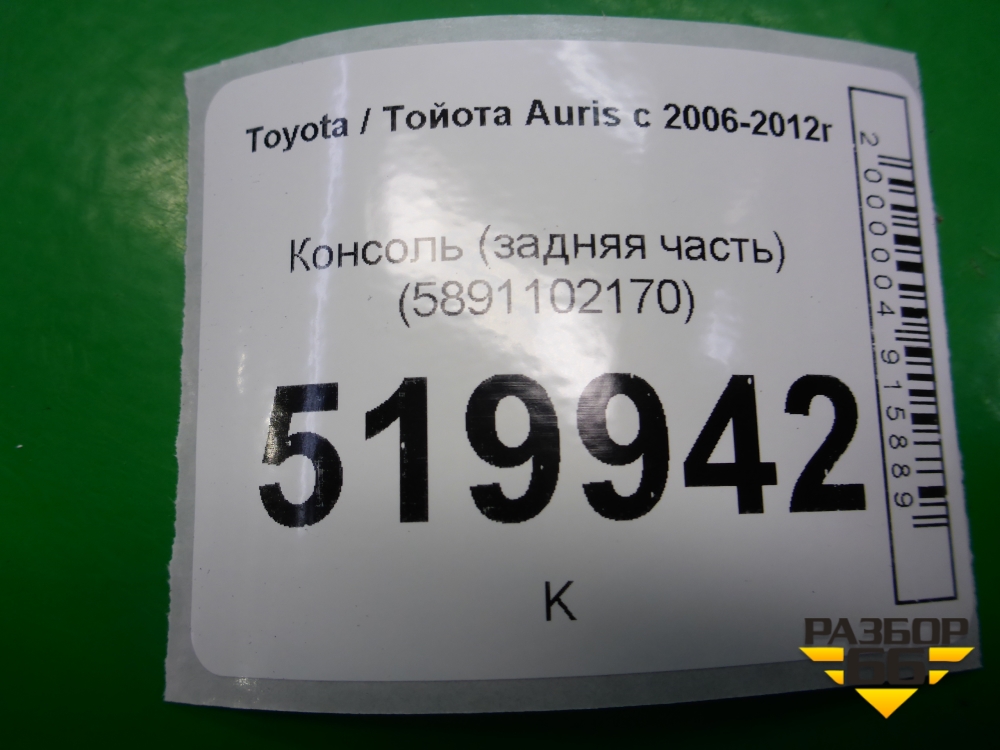 Toyota / Тойота Auris с 2006-2012г
Консоль (задняя часть)
(5891102170)
519942
К
2000004915889
РАЗБОР
66